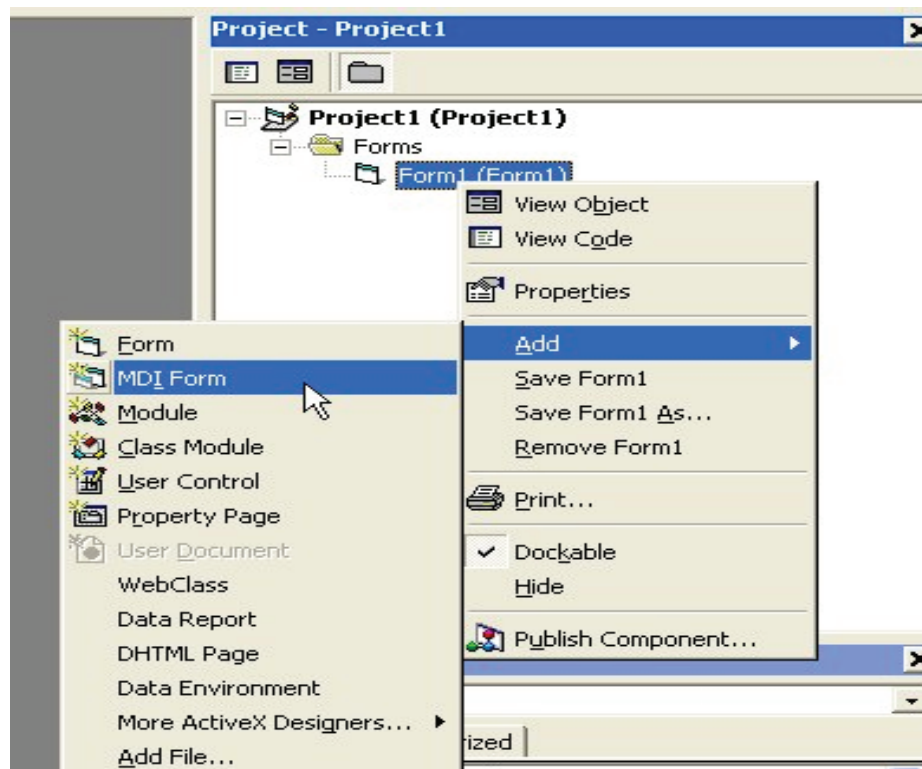 Project - Project1
Project1 (Project1)
Forms
Form1 (Form1)
View Object
View Code
Properties
Add
Save Form1
Save Form1 As...
Remove Form1
Print...
Dockable
Hide
Publish Component...
Form
MDI Form
Module
Class Module
User Control
Property Page
User Document
WebClass
Data Report
DHTML Page
Data Environment
More ActiveX Designers...
Add File...
rized